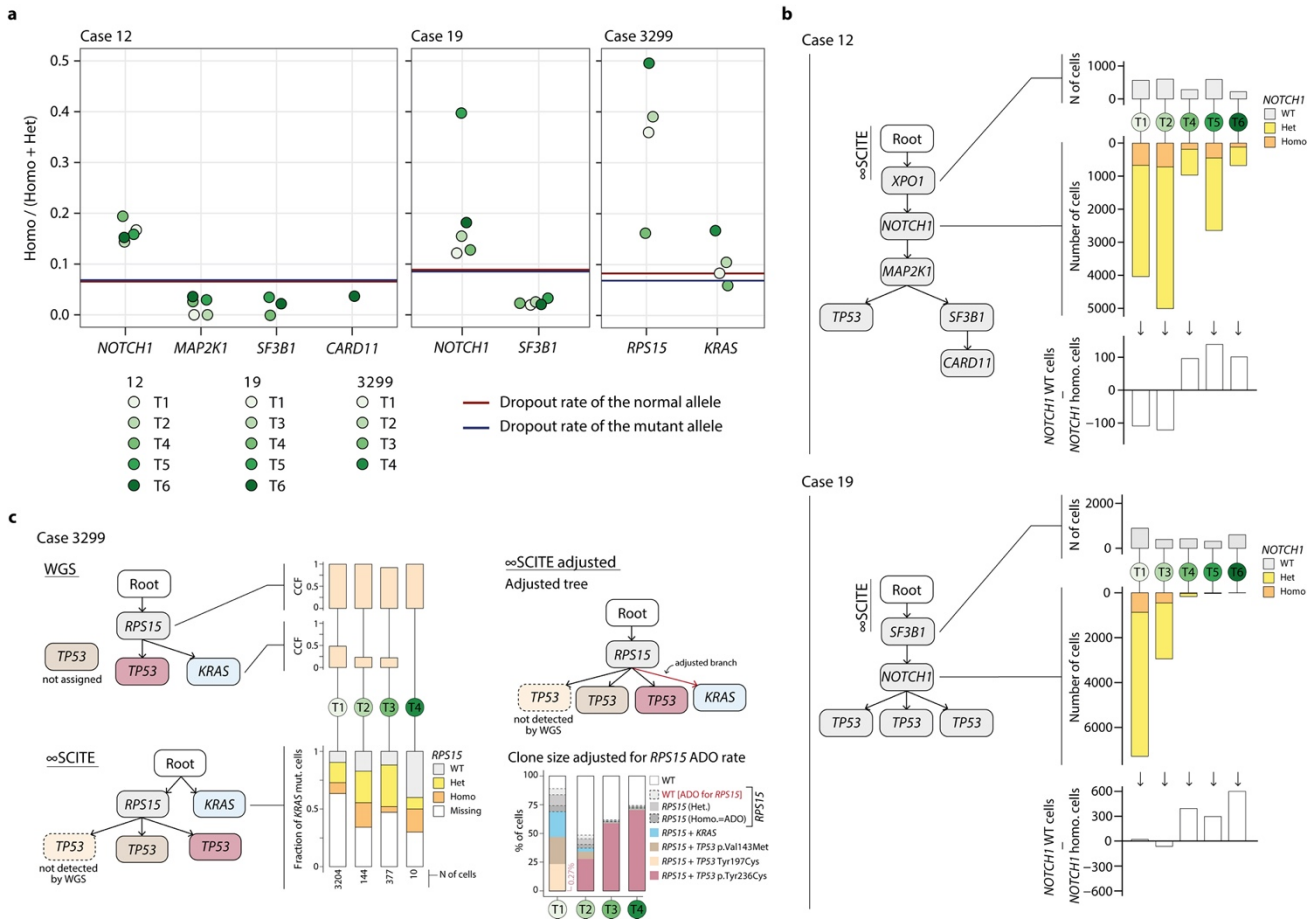 a
Case 12
Case 19
Case 3299
Homo / (Homo + Het)
0.5
0.4
0.3
0.2
0.1
0.0
NOTCH1 MAP2K1 SF3B1 CARD11
NOTCH1 SF3B1
RPS15 KRAS
12
T1
T2
T4
T5
T6
19
T1
T3
T4
T5
T6
3299
T1
T2
T3
T4
Dropout rate of the normal allele
Dropout rate of the mutant allele
b
Case 12
∞SCITE
Root
XPO1
NOTCH1
MAP2K1
TP53
SF3B1
CARD11
N of cells
1000
0
T1 T2 T4 T5 T6
NOTCH1
WT
Het
Homo
Number of cells
0
1000
2000
3000
4000
5000
NOTCH1 WT cells
–
NOTCH1 homo. cells
100
0
−100
Case 19
∞SCITE
Root
SF3B1
NOTCH1
TP53 TP53 TP53
N of cells
2000
0
T1 T3 T4 T5 T6
NOTCH1
WT
Het
Homo
Number of cells
0
2000
4000
6000
NOTCH1 WT cells
–
NOTCH1 homo. cells
600
300
0
−300
−600
c
Case 3299
WGS
Root
RPS15
TP53
not assigned
TP53
KRAS
CCF
1
0.5
0
CCF
1
0.5
0
T1 T2 T3 T4
∞SCITE
Root
RPS15
KRAS
TP53
not detected
by WGS
TP53
TP53
Fraction of KRAS mut. cells
1
0.5
0
RPS15
WT
Het
Homo
Missing
3204
144
377
10
N of cells
∞SCITE adjusted
Adjusted tree
Root
RPS15
adjusted branch
TP53
not detected
by WGS
TP53
TP53
KRAS
Clone size adjusted for RPS15 ADO rate
% of cells
100
75
50
25
0
0.27%
T1 T2 T3 T4
WT
WT [ADO for RPS15]
RPS15 (Het.)
RPS15 (Homo.=ADO)
RPS15
RPS15 + KRAS
RPS15 + TP53 p.Val143Met
RPS15 + TP53 Tyr197Cys
RPS15 + TP53 p.Tyr236Cys